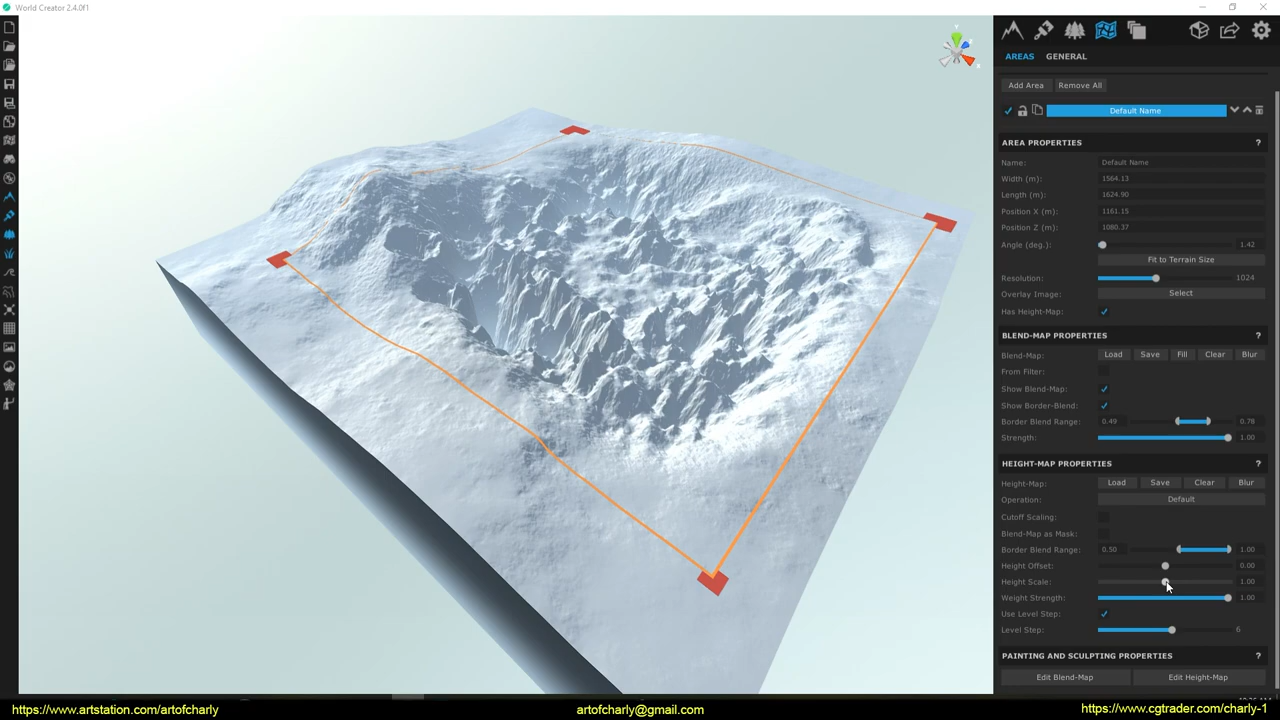 World Creator 2.4.0f1
Y
AREAS GENERAL
Add Area Remove All
Default Name
AREA PROPERTIES ?
Name: Default Name
Width (m): 1564.13
Length (m): 1624.90
Position X (m): 1161.15
Position Z (m): 1080.37
Angle (deg.): 1.42
Fit to Terrain Size
Resolution: 1024
Overlay Image: Select
Has Height-Map:
BLEND-MAP PROPERTIES ?
Blend-Map: Load Save Fill Clear Blur
From Filter:
Show Blend-Map:
Show Border-Blend:
Border Blend Range: 0.49 0.78
Strength: 1.00
HEIGHT-MAP PROPERTIES ?
Height-Map: Load Save Clear Blur
Operation: Default
Cutoff Scaling:
Blend-Map as Mask:
Border Blend Range: 0.50 1.00
Height Offset: 0.00
Height Scale: 1.00
Weight Strength: 1.00
Use Level Step:
Level Step: 6
PAINTING AND SCULPTING PROPERTIES ?
Edit Blend-Map Edit Height-Map
https://www.artstation.com/artofcharly artofcharly@gmail.com https://www.cgtrader.com/charly-1